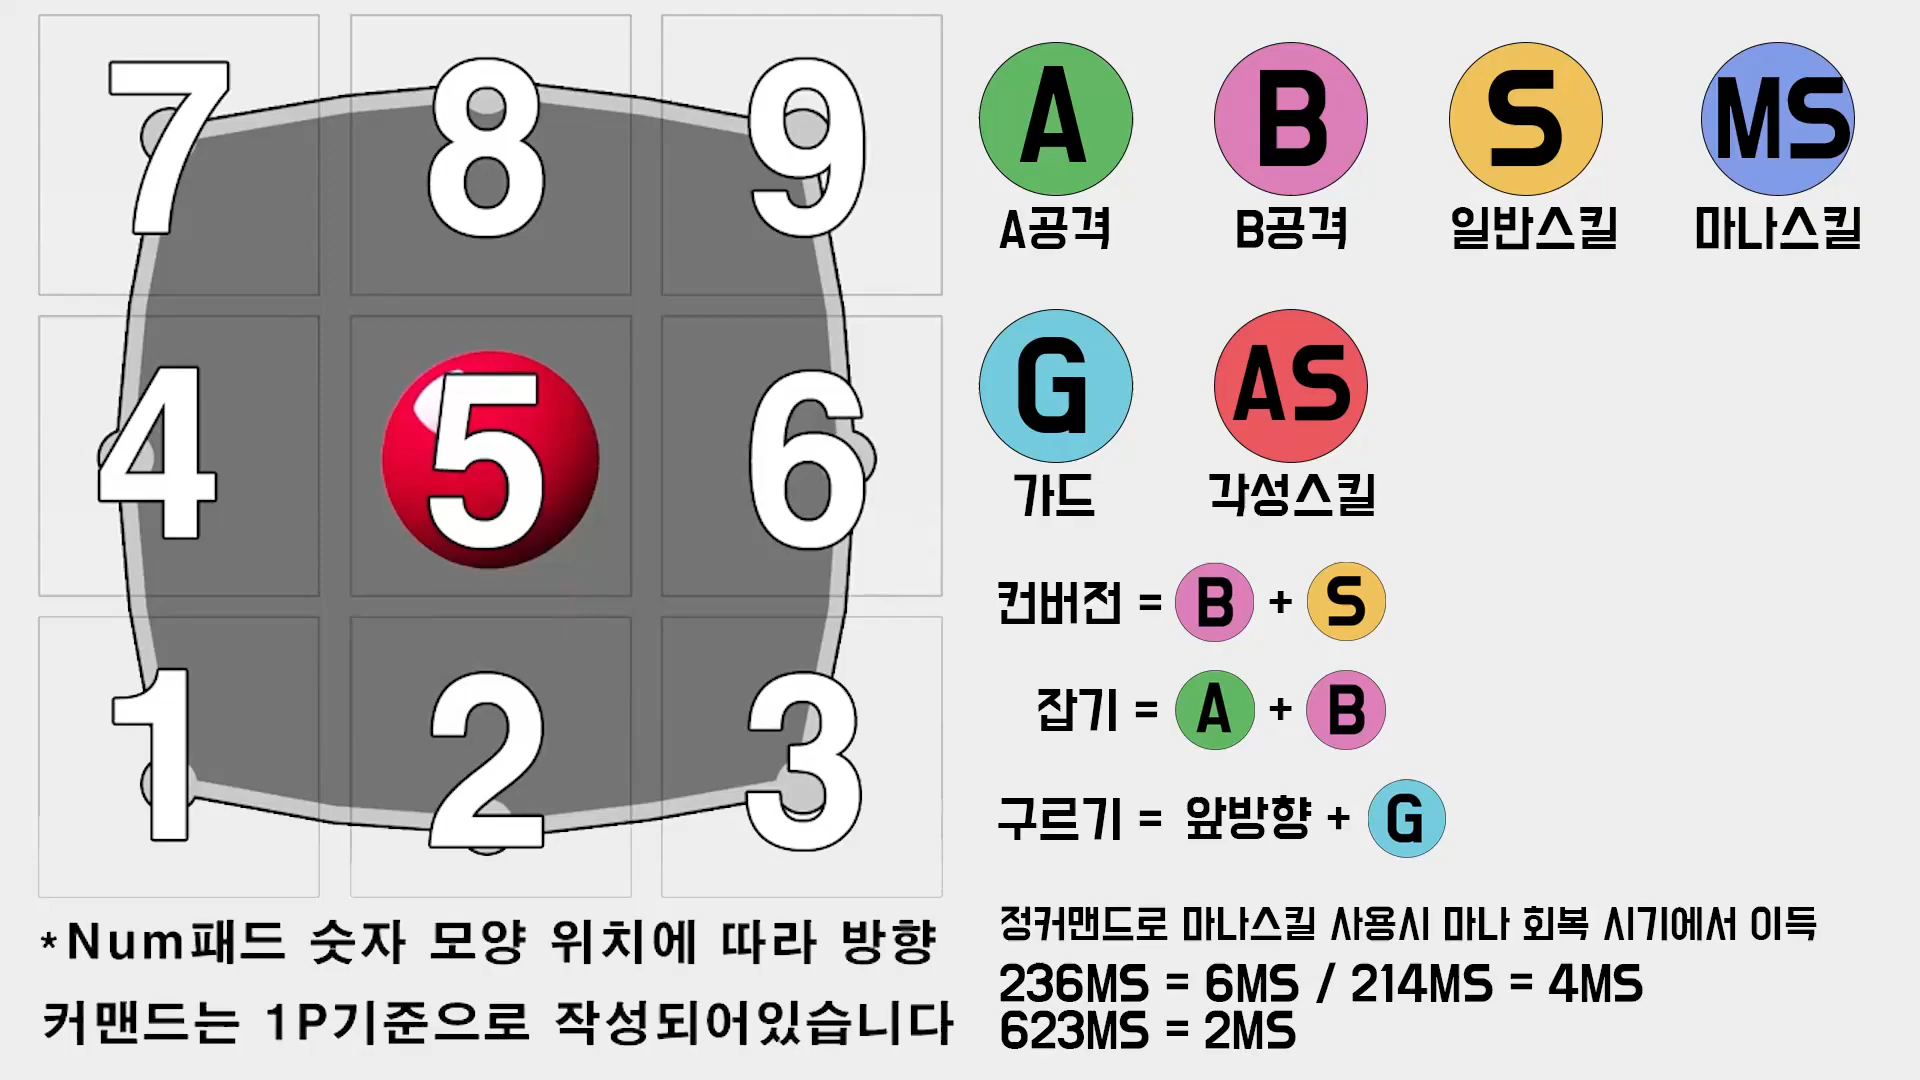 7 8 9
4 5 6
1 2 3
*Num패드 숫자 모양 위치에 따라 방향
커맨드는 1P기준으로 작성되어있습니다
A B S MS
A공격 B공격 일반스킬 마나스킬
G AS
가드 각성스킬
컨버전 = B + S
잡기 = A + B
구르기 = 앞방향 + G
정커맨드로 마나스킬 사용시 마나 회복 시기에서 이득
236MS = 6MS / 214MS = 4MS
623MS = 2MS